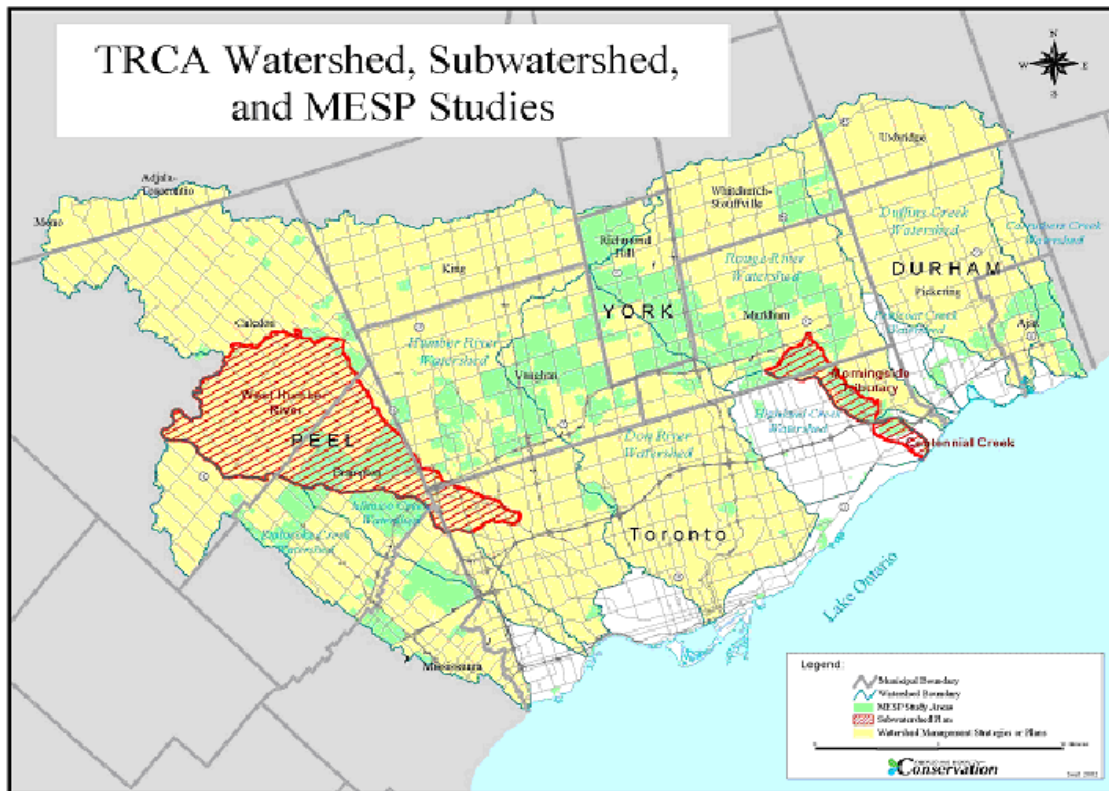 TRCA Watershed, Subwatershed,
and MESP Studies
N
W
E
S
Uxbridge
Adjala-
Mono
Whitchurch-
Stouffville
Duffins Creek
Watershed
Carruthers Creek
Watershed
Richmond
Hill
King
Rouge River
Watershed
DURHAM
Pickering
YORK
Markham
Petticoat Creek
Watershed
Ajax
Caledon
Humber River
Watershed
Vaughan
Morningside
Tributary
West Humber
River
Highland Creek
Watershed
PEEL
Don River
Watershed
Centennial Creek
Brampton
Etobicoke Creek
Watershed
Watershed
Toronto
Lake Ontario
Mississauga
Legend:
Municipal Boundary
Watershed Boundary
MESP Study Areas
Subwatershed Plan
Watershed Management Strategies or Plans
Conservation